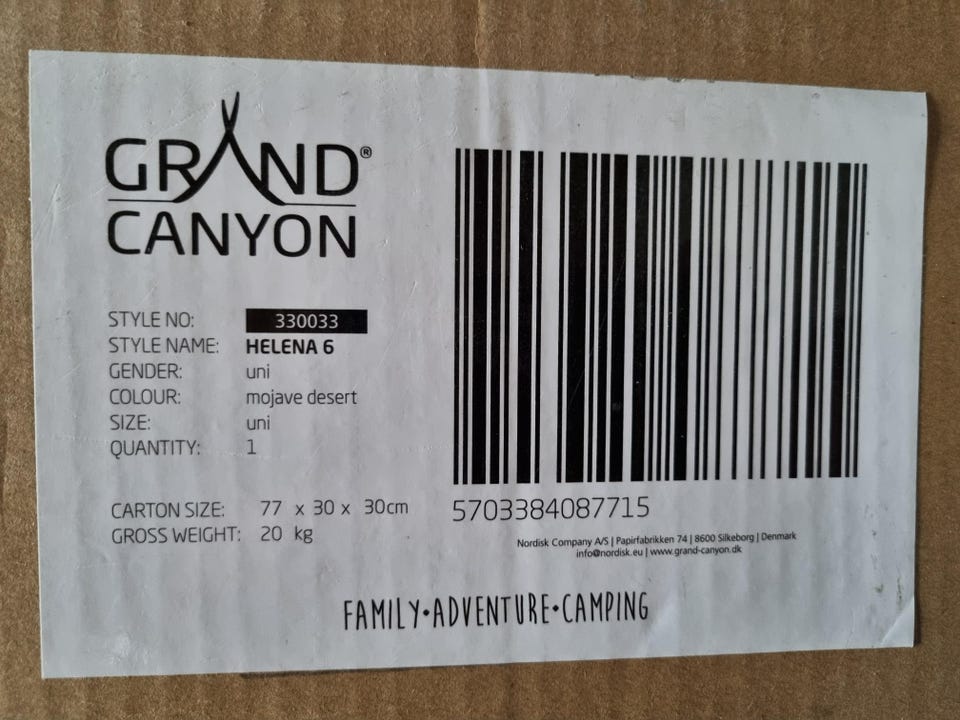 GRAND®
CANYON
STYLE NO: 330033
STYLE NAME: HELENA 6
GENDER: uni
COLOUR: mojave desert
SIZE: uni
QUANTITY: 1
CARTON SIZE: 77 x 30 x 30cm
GROSS WEIGHT: 20 kg
5703384087715
Nordisk Company A/S | Papirfabrikken 74 | 8600 Silkeborg | Denmark
info@nordisk.eu | www.grand-canyon.dk
FAMILY•ADVENTURE•CAMPING